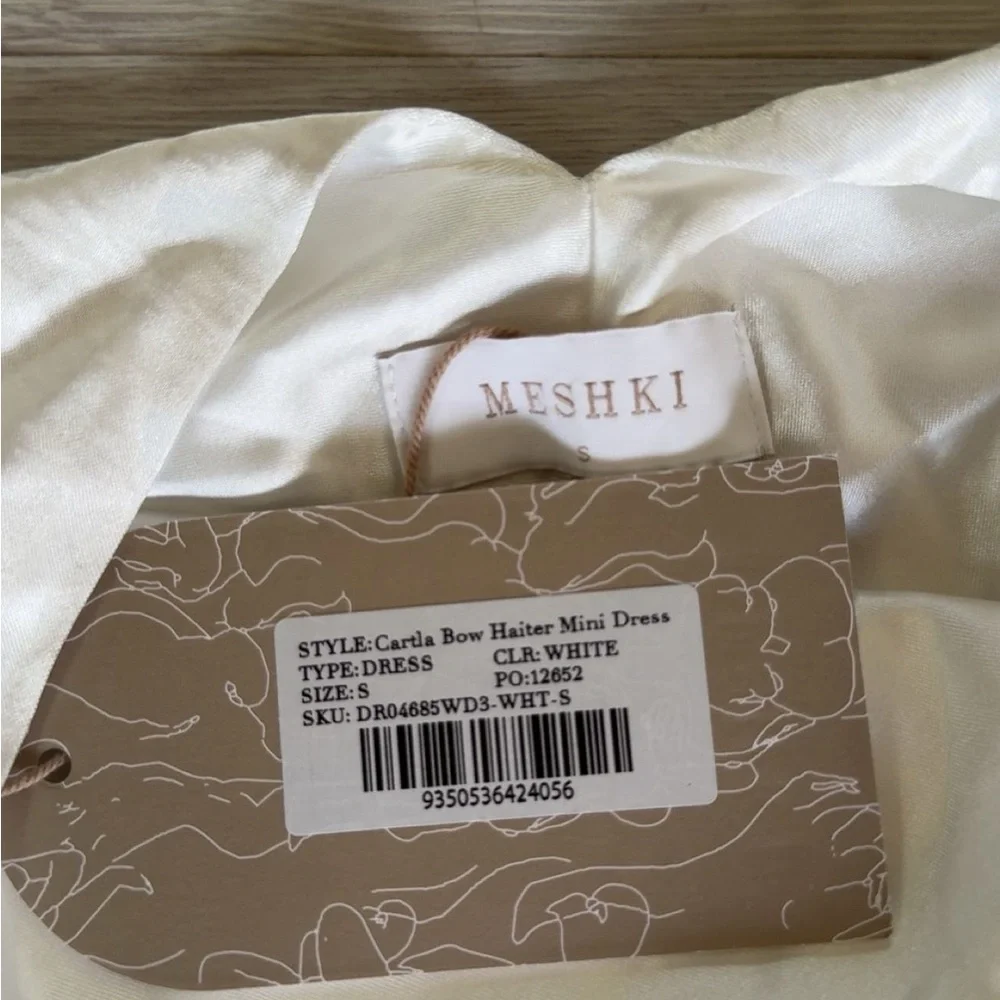 MESHKI
S
STYLE:Cartla Bow Haiter Mini Dress
TYPE:DRESS CLR:WHITE
SIZE:S PO:12652
SKU: DR04685WD3-WHT-S
9350536424056